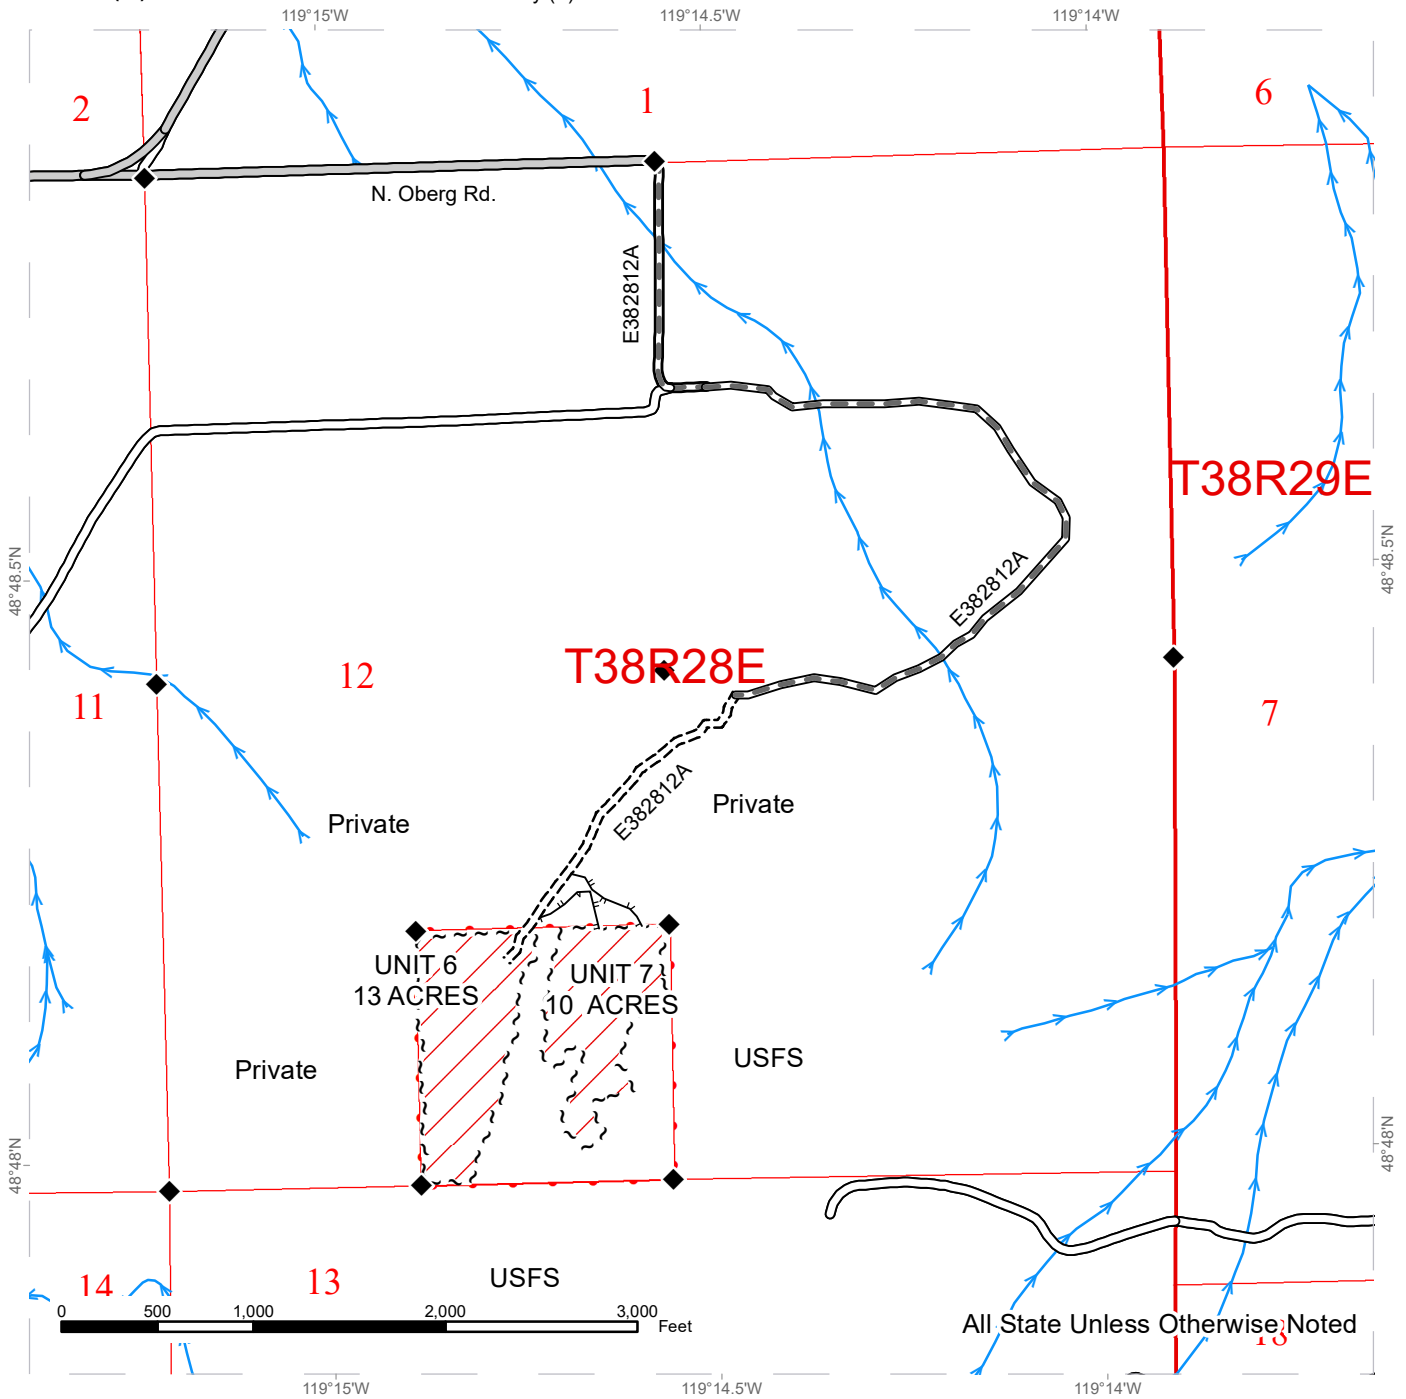 119°15'W
119°14.5'W
119°14'W
2
1
6
N. Oberg Rd.
E382812A
T38R29E
48°48.5'N
48°48.5'N
E382812A
12
T38R28E
11
7
E382812A
Private
Private
UNIT 6
13 ACRES
UNIT 7
10 ACRES
Private
USFS
48°48'N
48°48'N
14
13
USFS
0 500 1,000 2,000 3,000
Feet
All State Unless Otherwise Noted
18
119°15'W
119°14.5'W
119°14'W